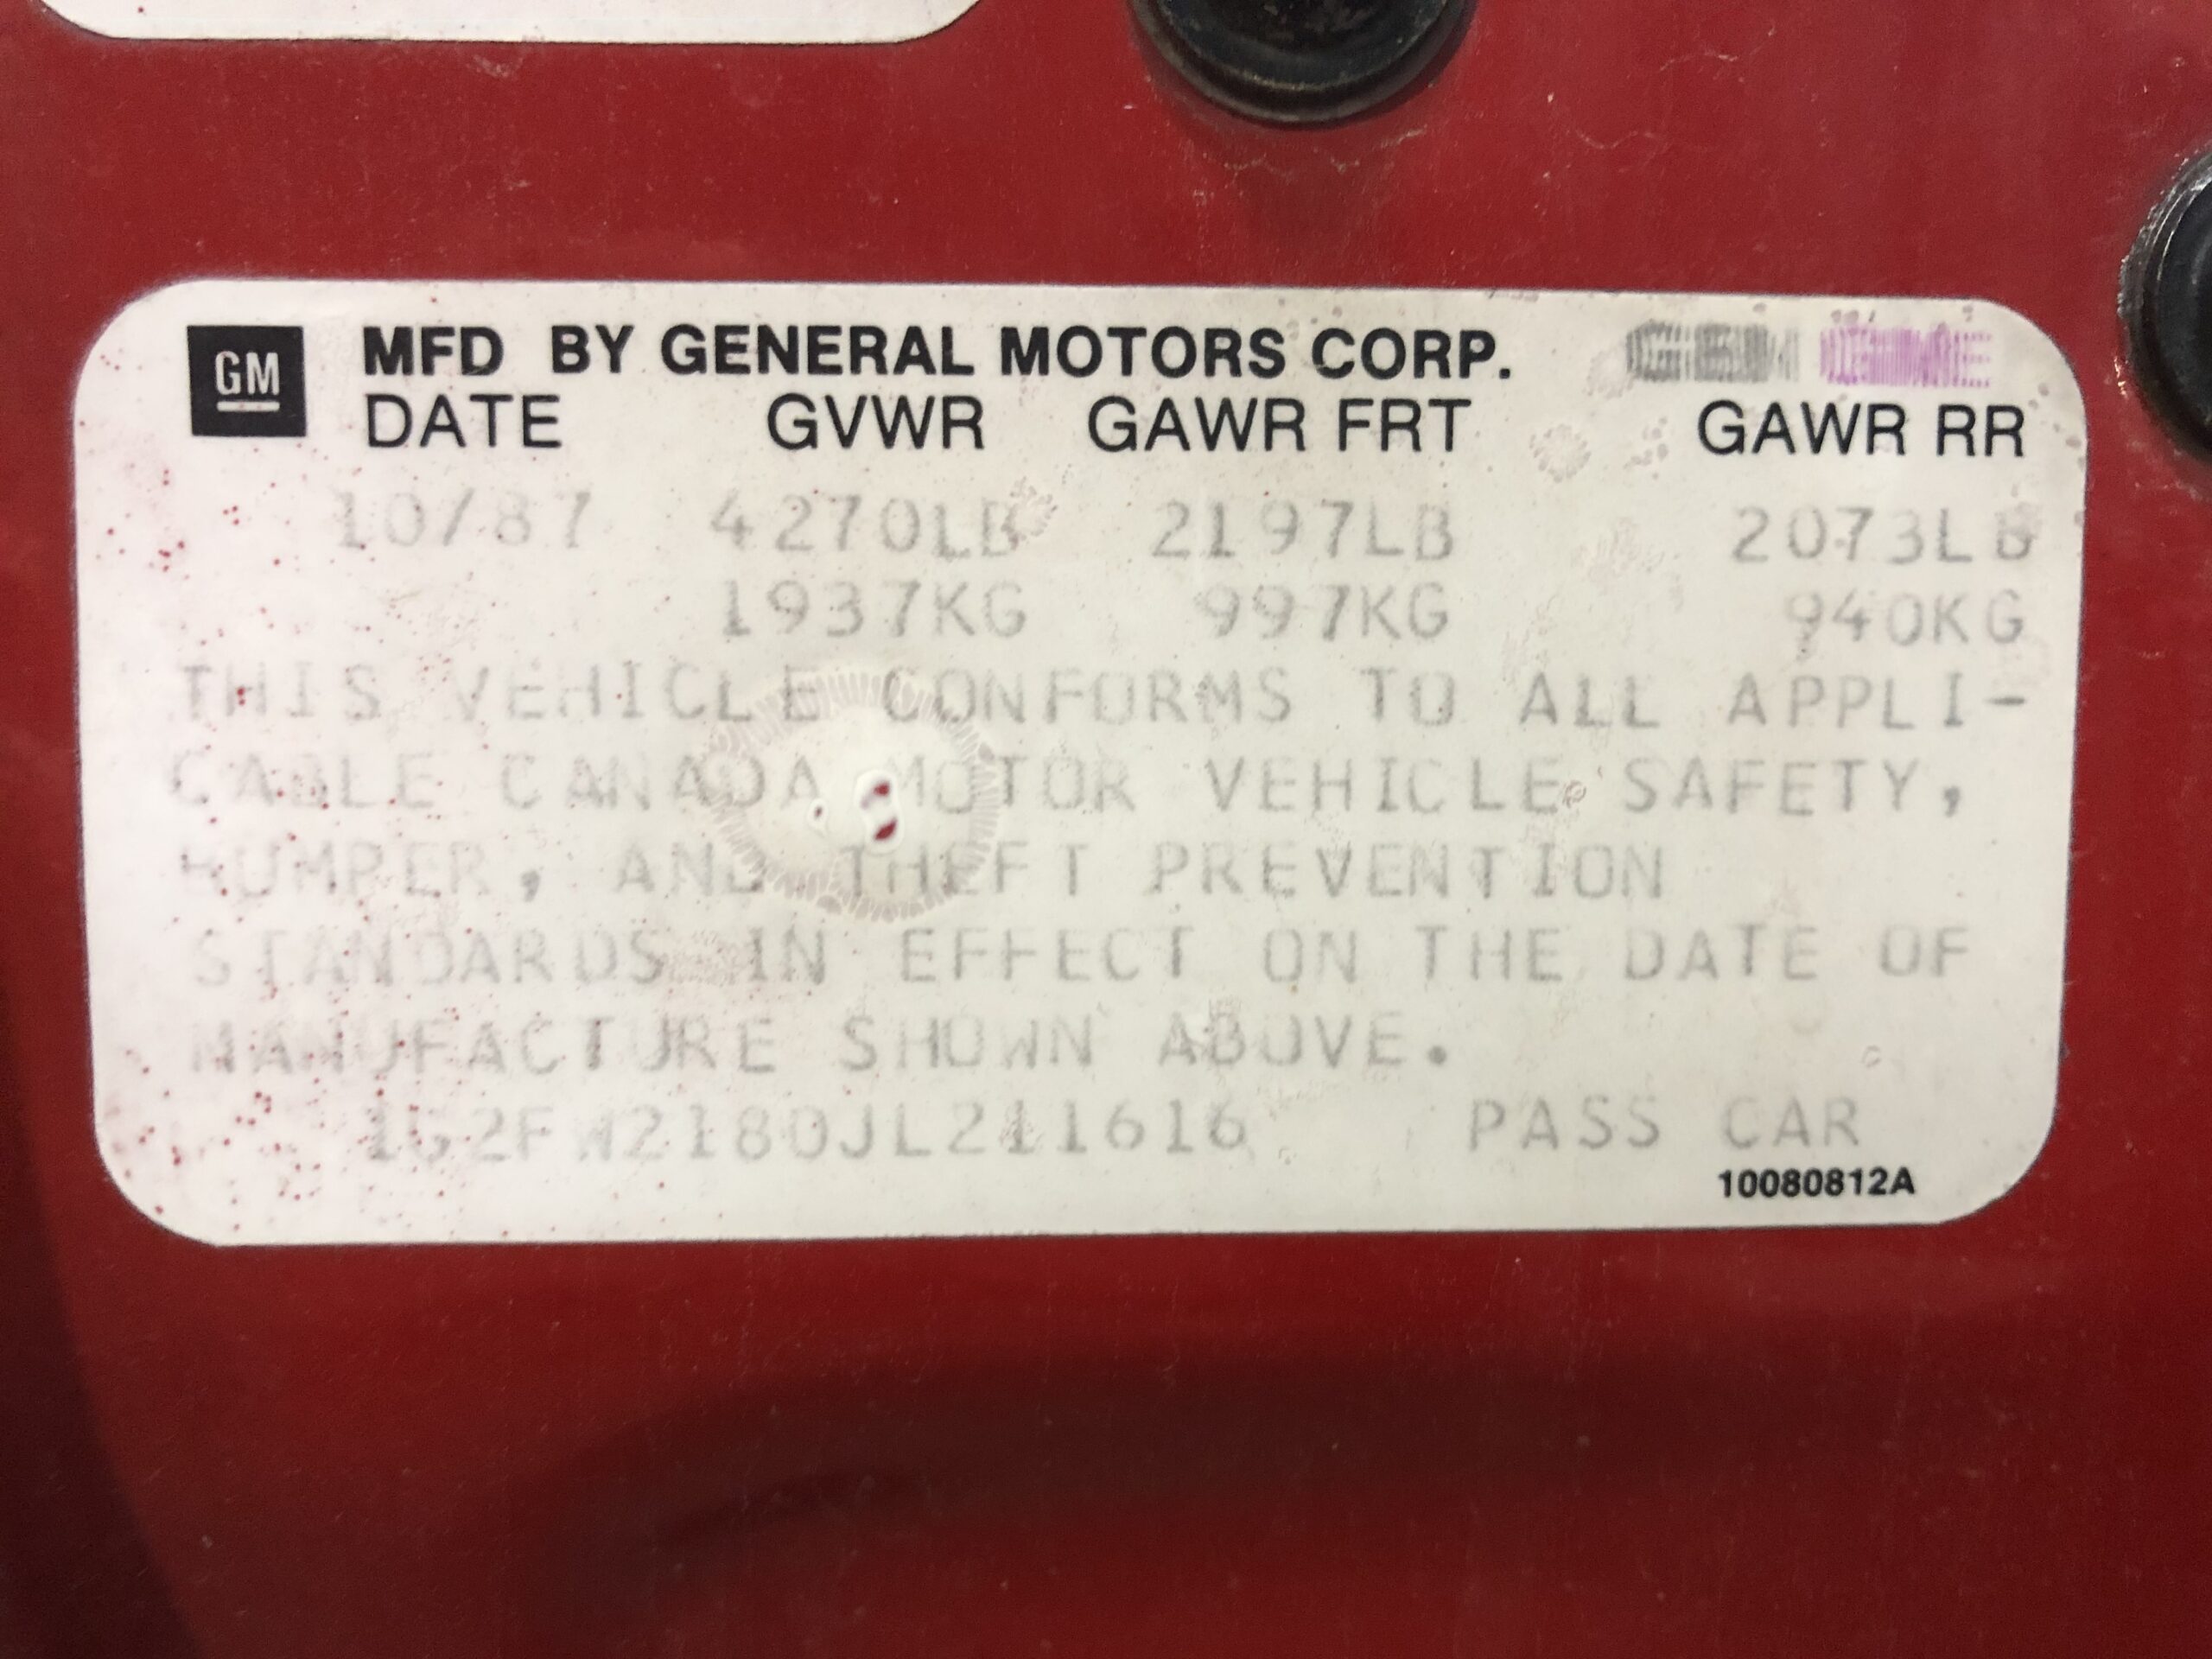 GM MFD BY GENERAL MOTORS CORP.
DATE GVWR GAWR FRT GAWR RR
10/87 4270LB 2197LB 2073LB
1937KG 997KG 940KG
THIS VEHICLE CONFORMS TO ALL APPLI-
CABLE CANADA MOTOR VEHICLE SAFETY,
BUMPER, AND THEFT PREVENTION
STANDARDS IN EFFECT ON THE DATE OF
MANUFACTURE SHOWN ABOVE.
1G2FW2180JL211616 PASS CAR
10080812A